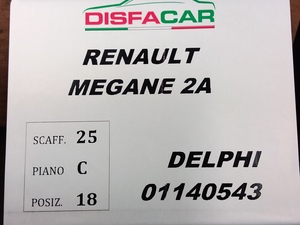 DISFACAR
RENAULT
MEGANE 2A
SCAFF. 25
PIANO C
POSIZ. 18
DELPHI
01140543